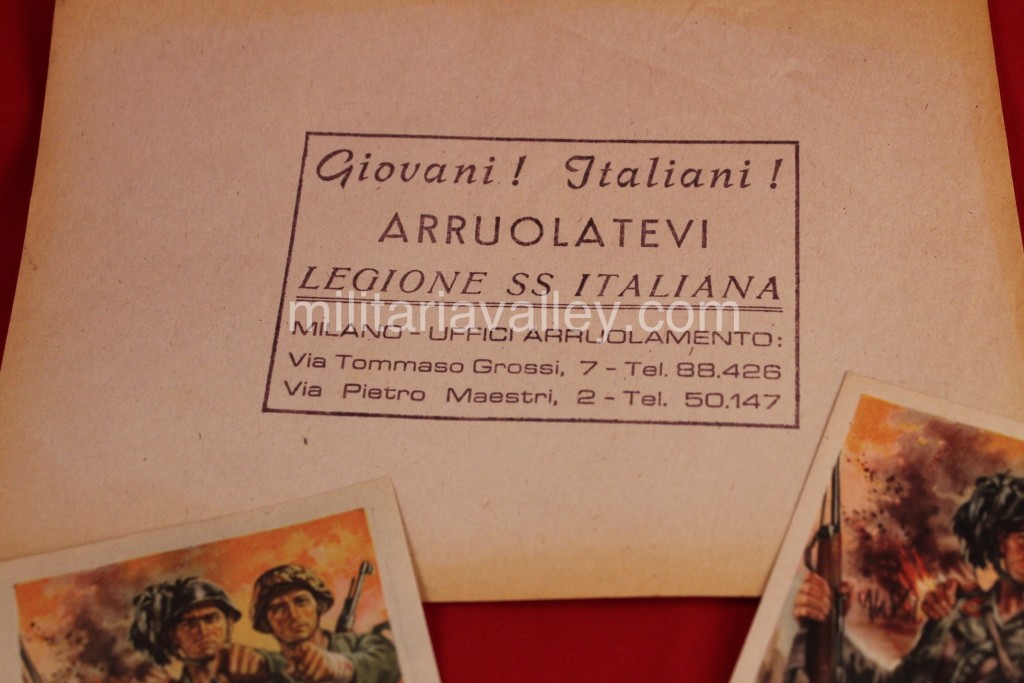 Giovani! Italiani!
ARRUOLATEVI
LEGIONE SS ITALIANA
militariavalley.com
MILANO - UFFICI ARRUOLAMENTO:
Via Tommaso Grossi, 7 - Tel. 88.426
Via Pietro Maestri, 2 - Tel. 50.147